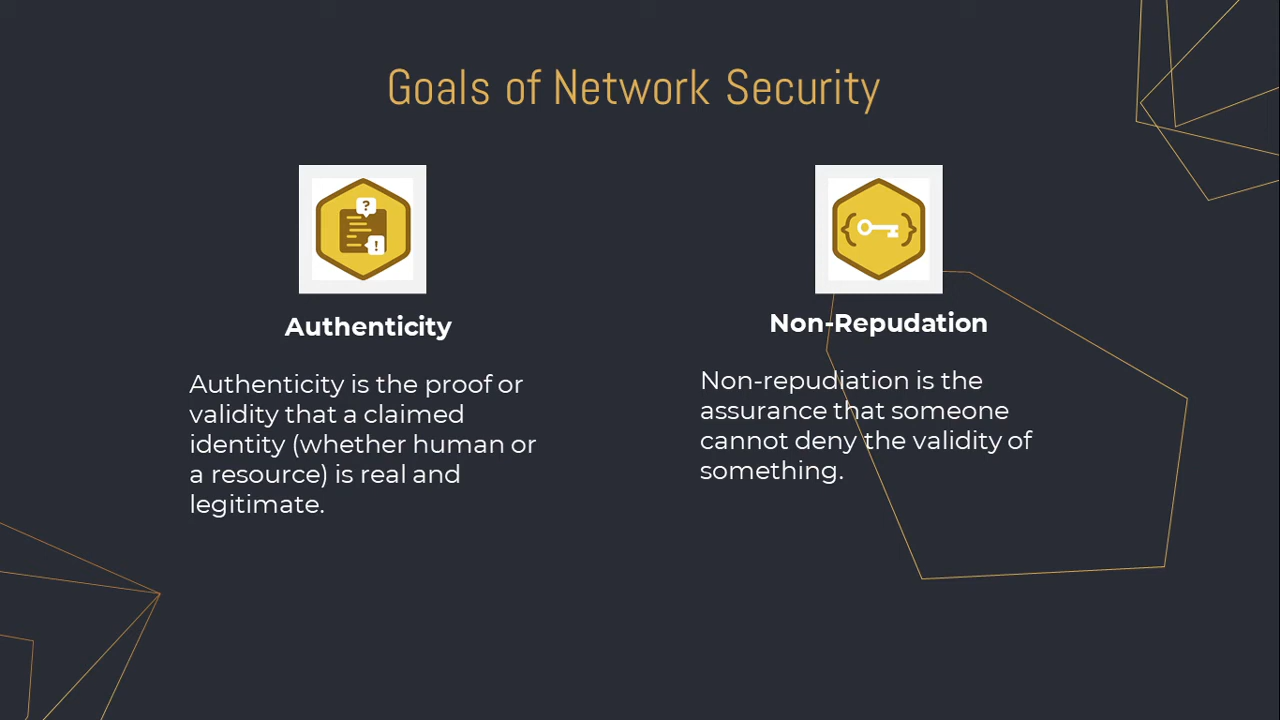 Goals of Network Security
?
!
Authenticity
Authenticity is the proof or
validity that a claimed
identity (whether human or
a resource) is real and
legitimate.
Non-Repudation
Non-repudiation is the
assurance that someone
cannot deny the validity of
something.